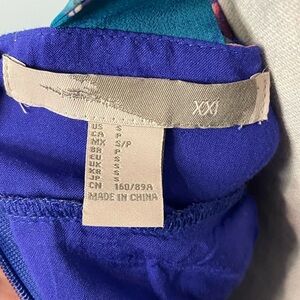 XXI
US S
CA P
MX S/P
BR P
EU S
UK S
KR S
JP S
CN 160/89A
MADE IN CHINA